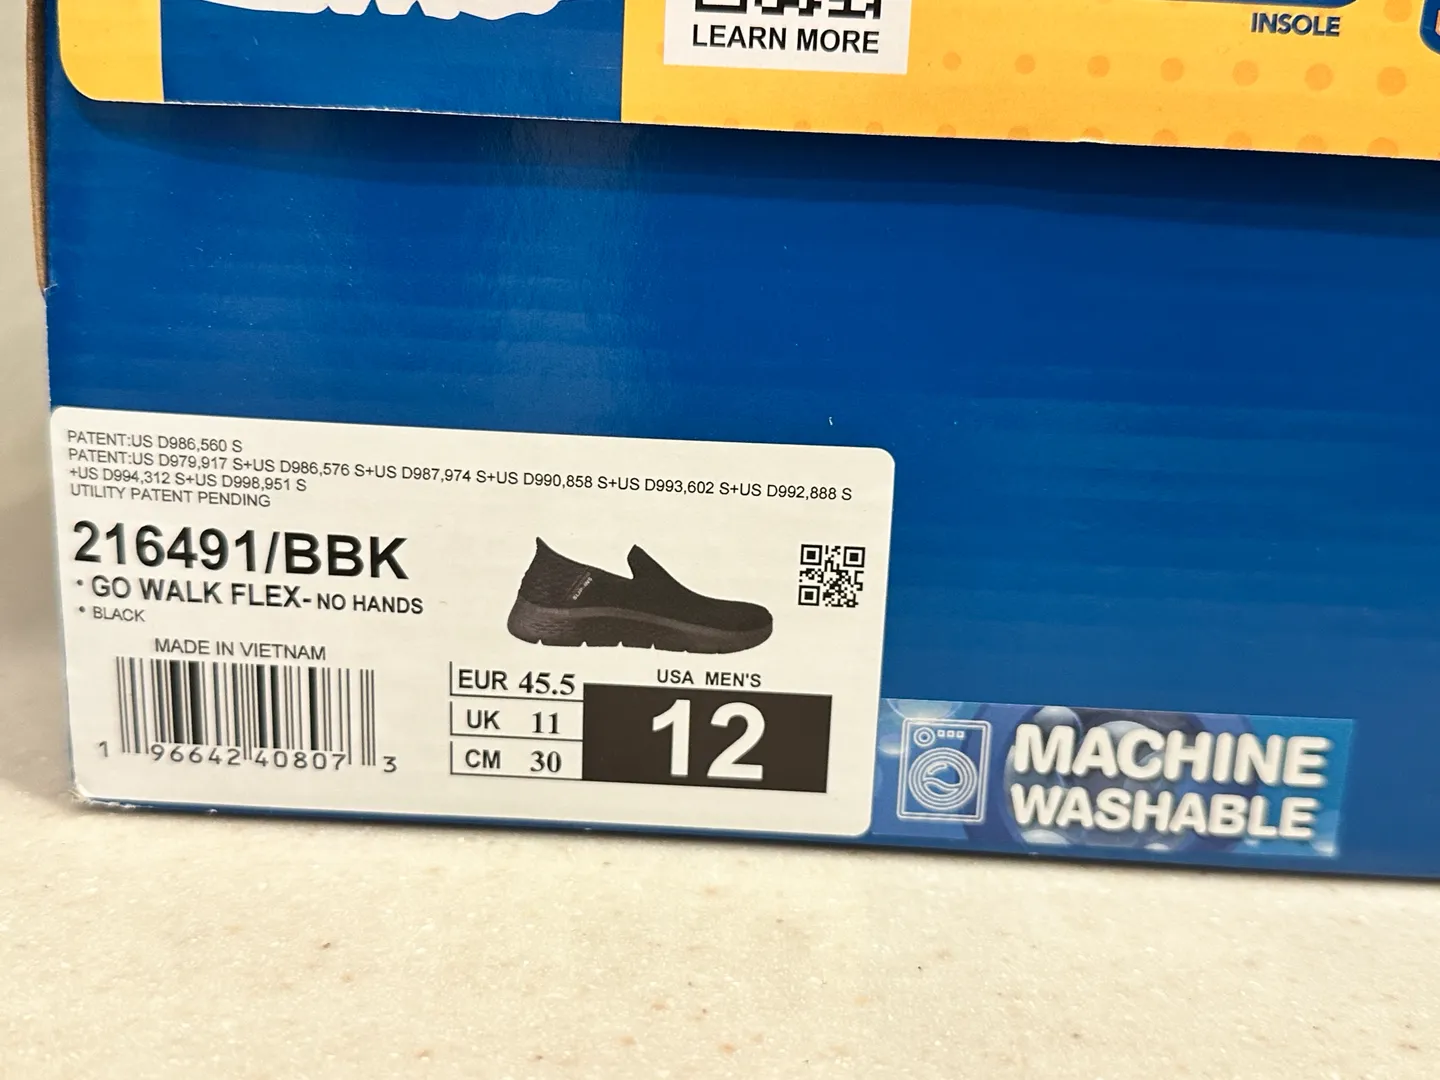 INSOLE
LEARN MORE
PATENT:US D986,560 S
PATENT:US D979,917 S+US D986,576 S+US D987,974 S+US D990,858 S+US D993,602 S+US D992,888 S
+US D994,312 S+US D998,951 S
UTILITY PATENT PENDING
216491/BBK
• GO WALK FLEX- NO HANDS
• BLACK
MADE IN VIETNAM
1 96642 40807 3
EUR 45.5
UK 11
CM 30
USA MEN'S
12
MACHINE
WASHABLE